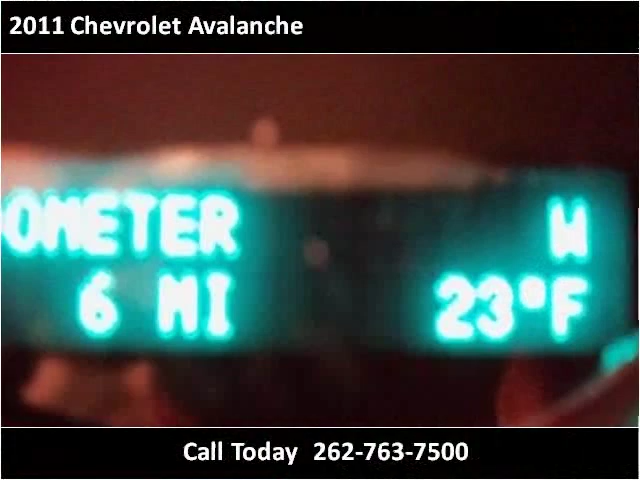 2011 Chevrolet Avalanche
OMETER W
6 MI 23°F
Call Today 262-763-7500